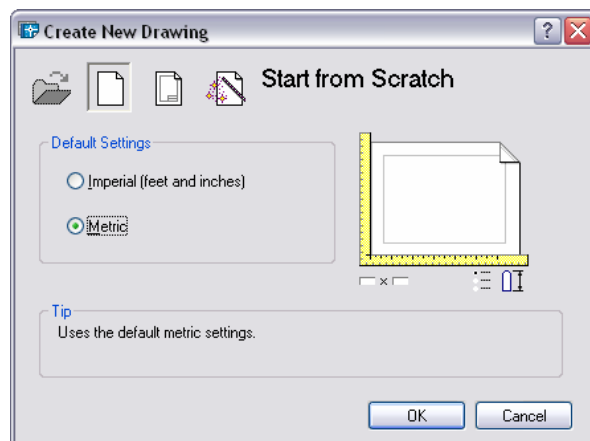 Create New Drawing
Start from Scratch
Default Settings
Imperial (feet and inches)
Metric
Tip
Uses the default metric settings.
OK
Cancel